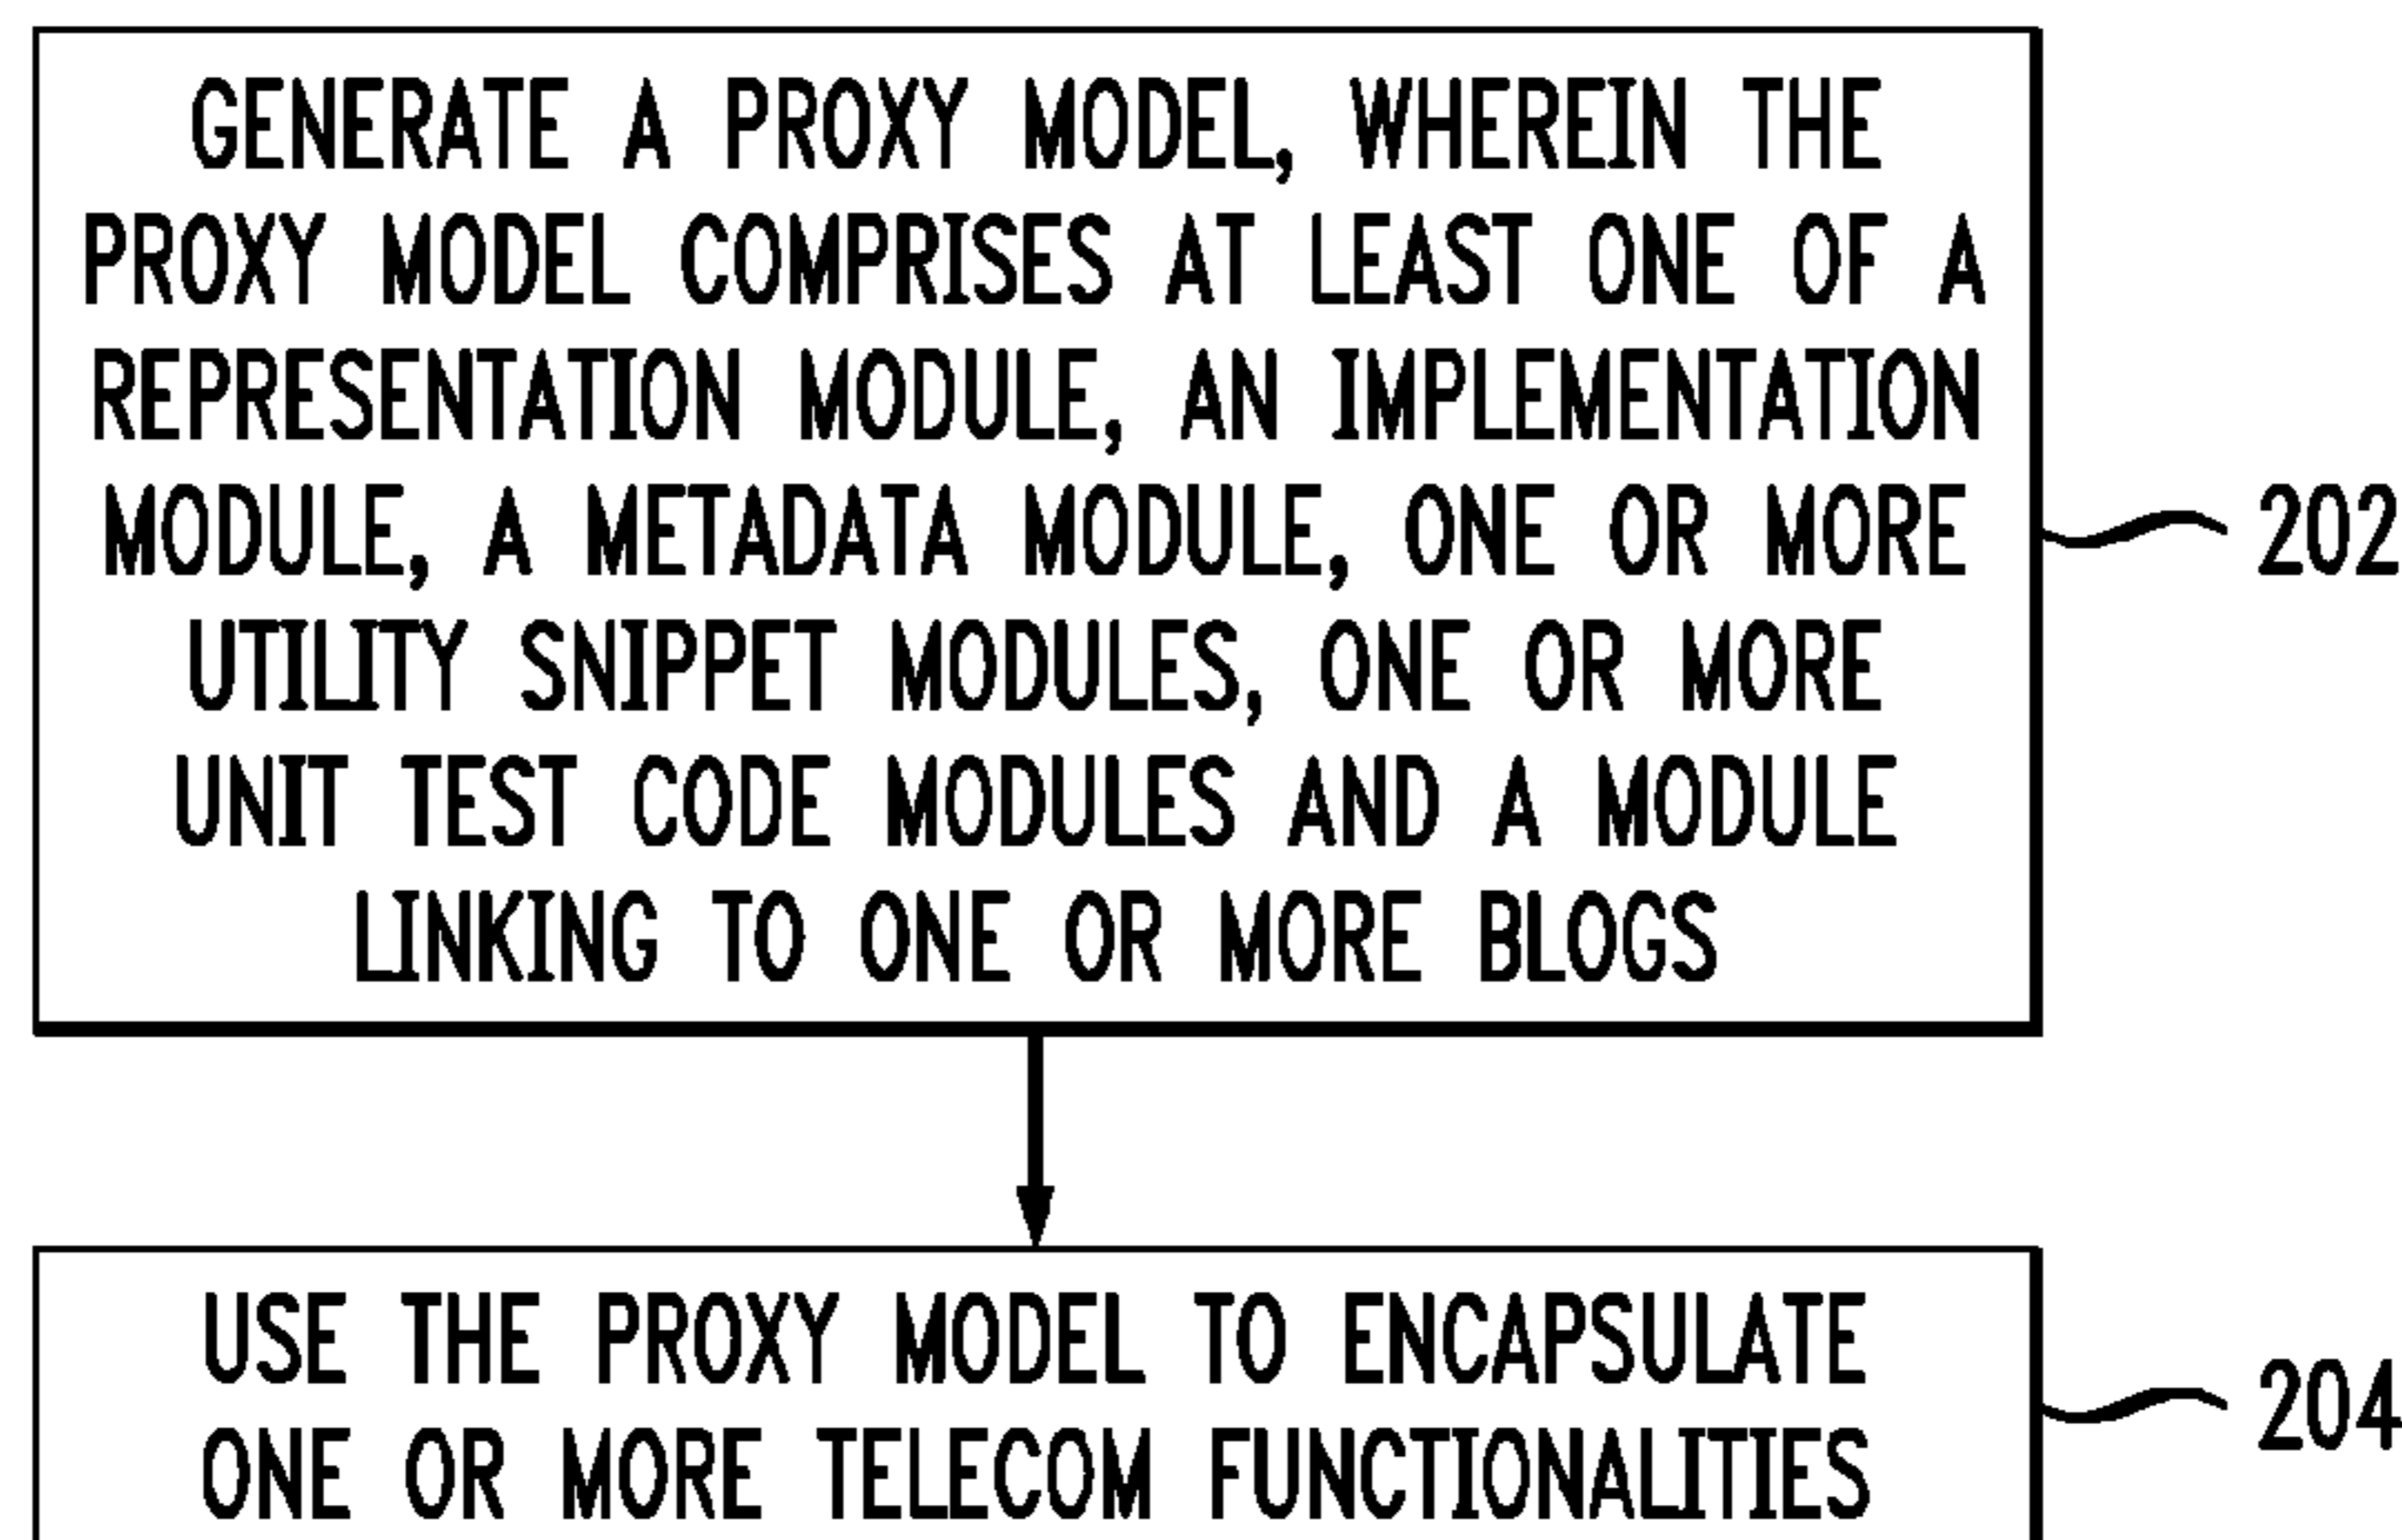 GENERATE A PROXY MODEL, WHEREIN THE
PROXY MODEL COMPRISES AT LEAST ONE OF A
REPRESENTATION MODULE, AN IMPLEMENTATION
MODULE, A METADATA MODULE, ONE OR MORE
UTILITY SNIPPET MODULES, ONE OR MORE
UNIT TEST CODE MODULES AND A MODULE
LINKING TO ONE OR MORE BLOGS
202
USE THE PROXY MODEL TO ENCAPSULATE
ONE OR MORE TELECOM FUNCTIONALITIES
204